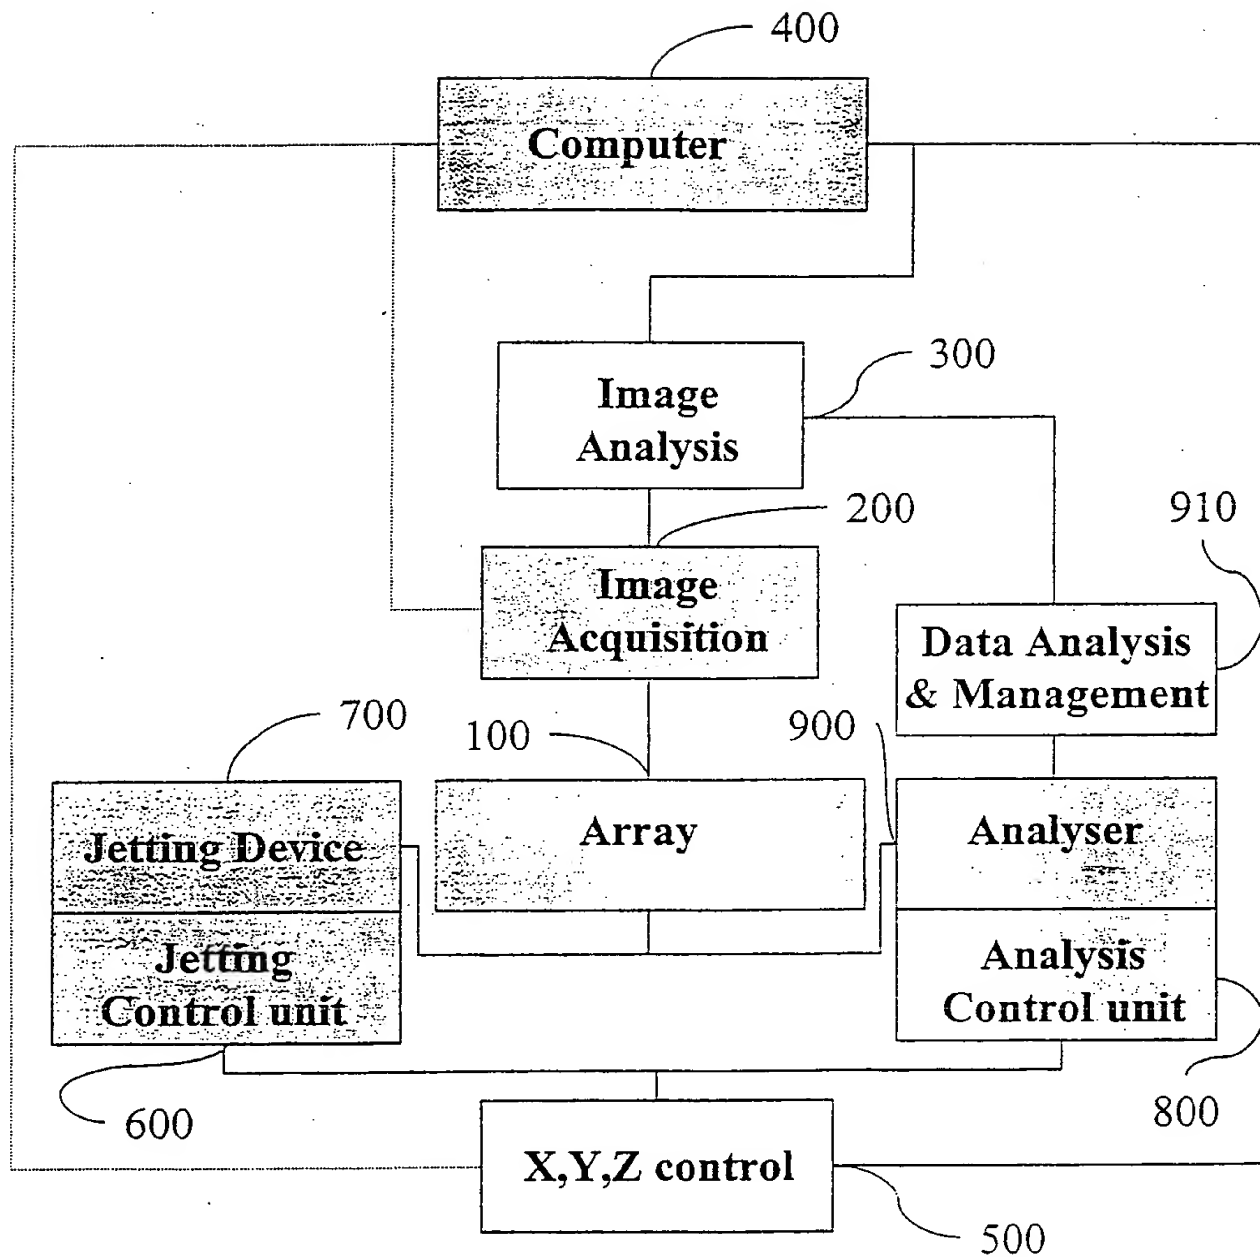 400
Computer
300
Image
Analysis
200
910
Image
Acquisition
Data Analysis
& Management
700
100
900
Jetting Device
Array
Analyser
Jetting
Control unit
Analysis
Control unit
600
800
X,Y,Z control
500